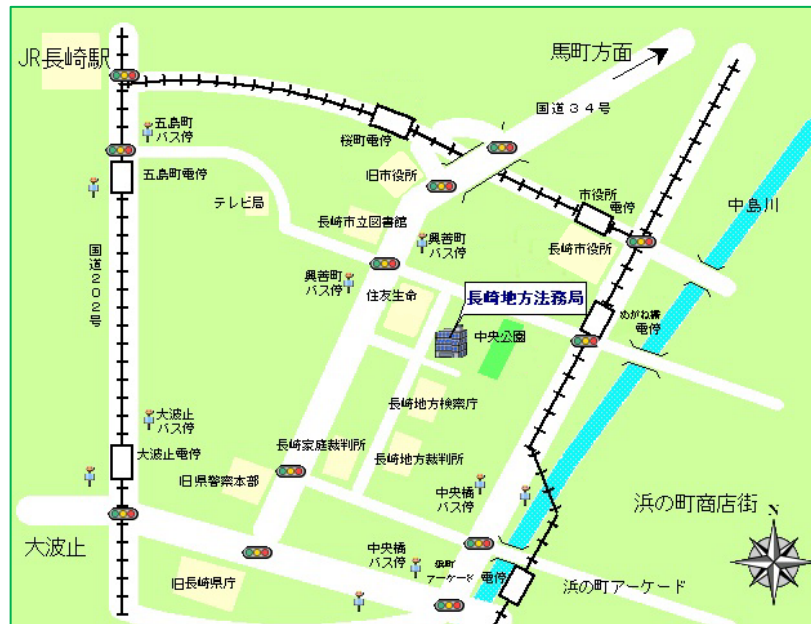 JR長崎駅
馬町方面
国道34号
五島町
バス停
桜町電停
旧市役所
五島町電停
テレビ局
市役所
電停
中島川
長崎市立図書館
興善町
バス停
長崎市役所
国道202号
興善町
バス停
住友生命
長崎地方法務局
めがね橋
電停
中央公園
長崎地方検察庁
大波止
バス停
長崎家庭裁判所
長崎地方裁判所
大波止電停
旧県警察本部
中央橋
バス停
浜の町商店街
N
大波止
中央橋
バス停
浜町
アーケード
電停
浜の町アーケード
旧長崎県庁